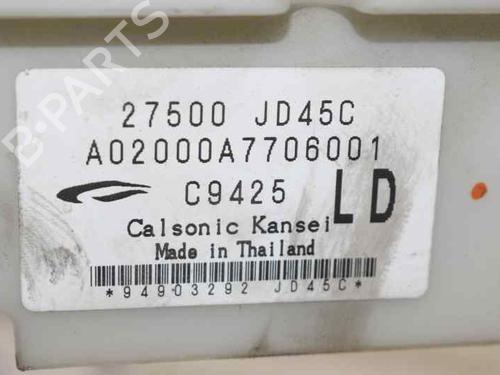 B-PARTS
27500 JD45C
A02000A7706001
C9425 LD
Calsonic Kansei
Made in Thailand
*94903292 JD45C*